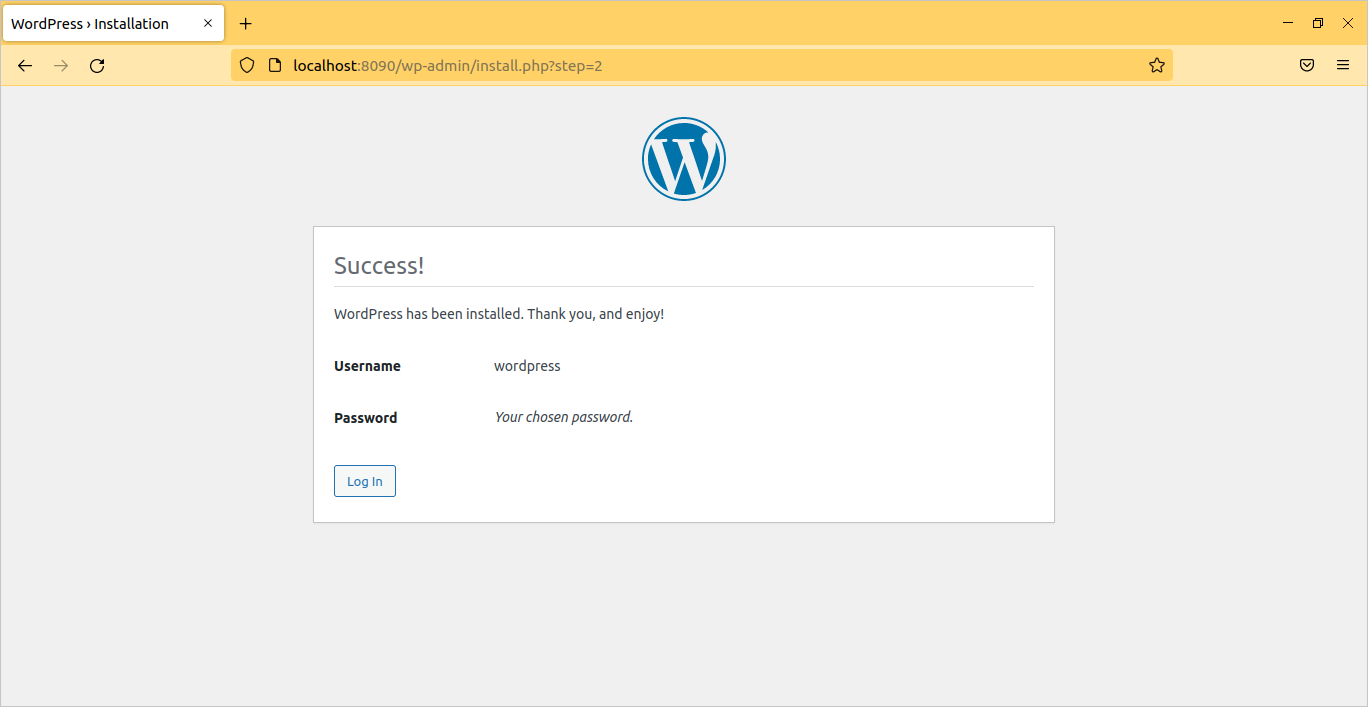 WordPress › Installation
localhost:8090/wp-admin/install.php?step=2
Success!
WordPress has been installed. Thank you, and enjoy!
Username wordpress
Password Your chosen password.
Log In